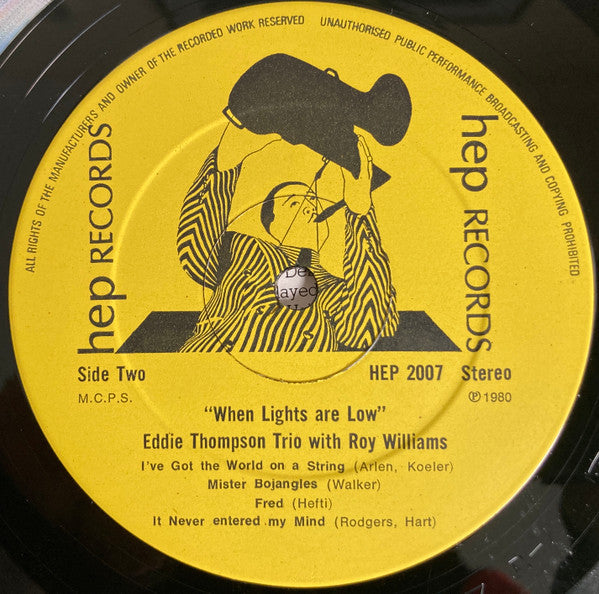 ALL RIGHTS OF THE MANUFACTURERS AND OWNER OF THE RECORDED WORK RESERVED UNAUTHORISED PUBLIC PERFORMANCE BROADCASTING AND COPYING PROHIBITED.
hep RECORDS
hep RECORDS
Side Two HEP 2007 Stereo
M.C.P.S. ℗ 1980
"When Lights are Low"
Eddie Thompson Trio with Roy Williams
I've Got the World on a String (Arlen, Koeler)
Mister Bojangles (Walker)
Fred (Hefti)
It Never entered my Mind (Rodgers, Hart)